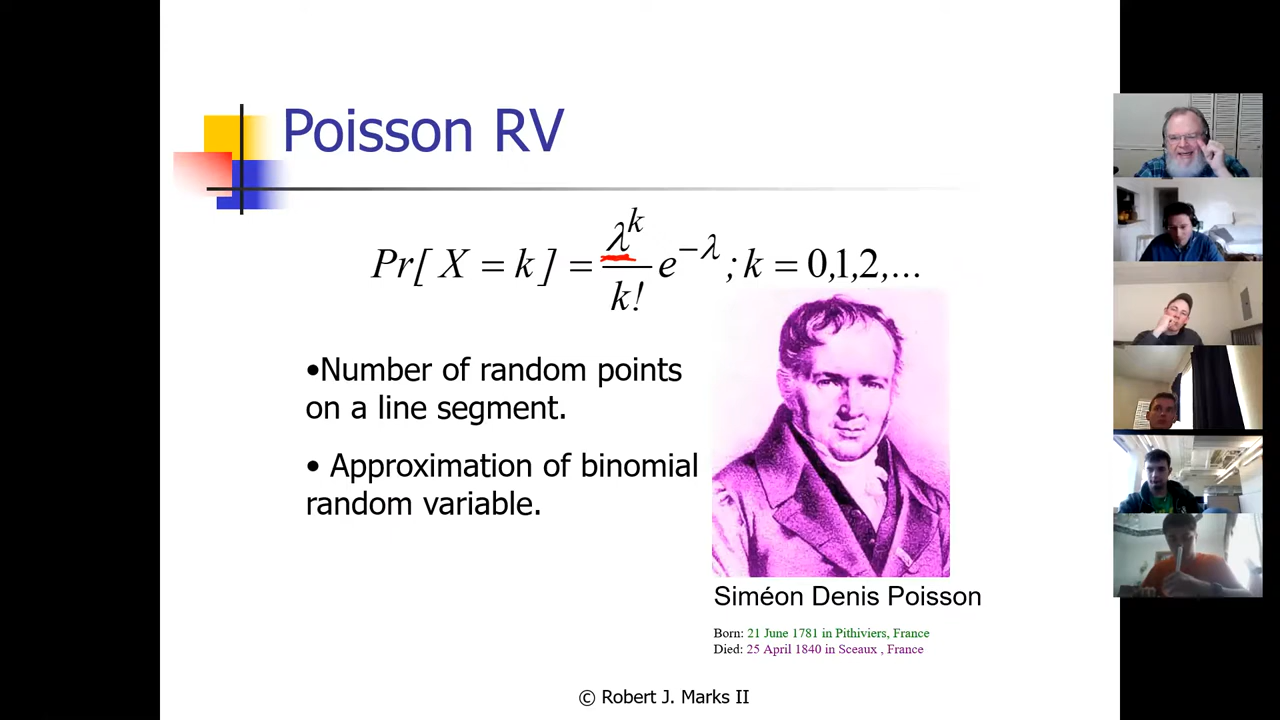 Poisson RV
Pr[ X = k ] = λ^k / k! e^−λ ; k = 0,1,2,...
•Number of random points
on a line segment.
• Approximation of binomial
random variable.
Siméon Denis Poisson
Born: 21 June 1781 in Pithiviers, France
Died: 25 April 1840 in Sceaux , France
© Robert J. Marks II